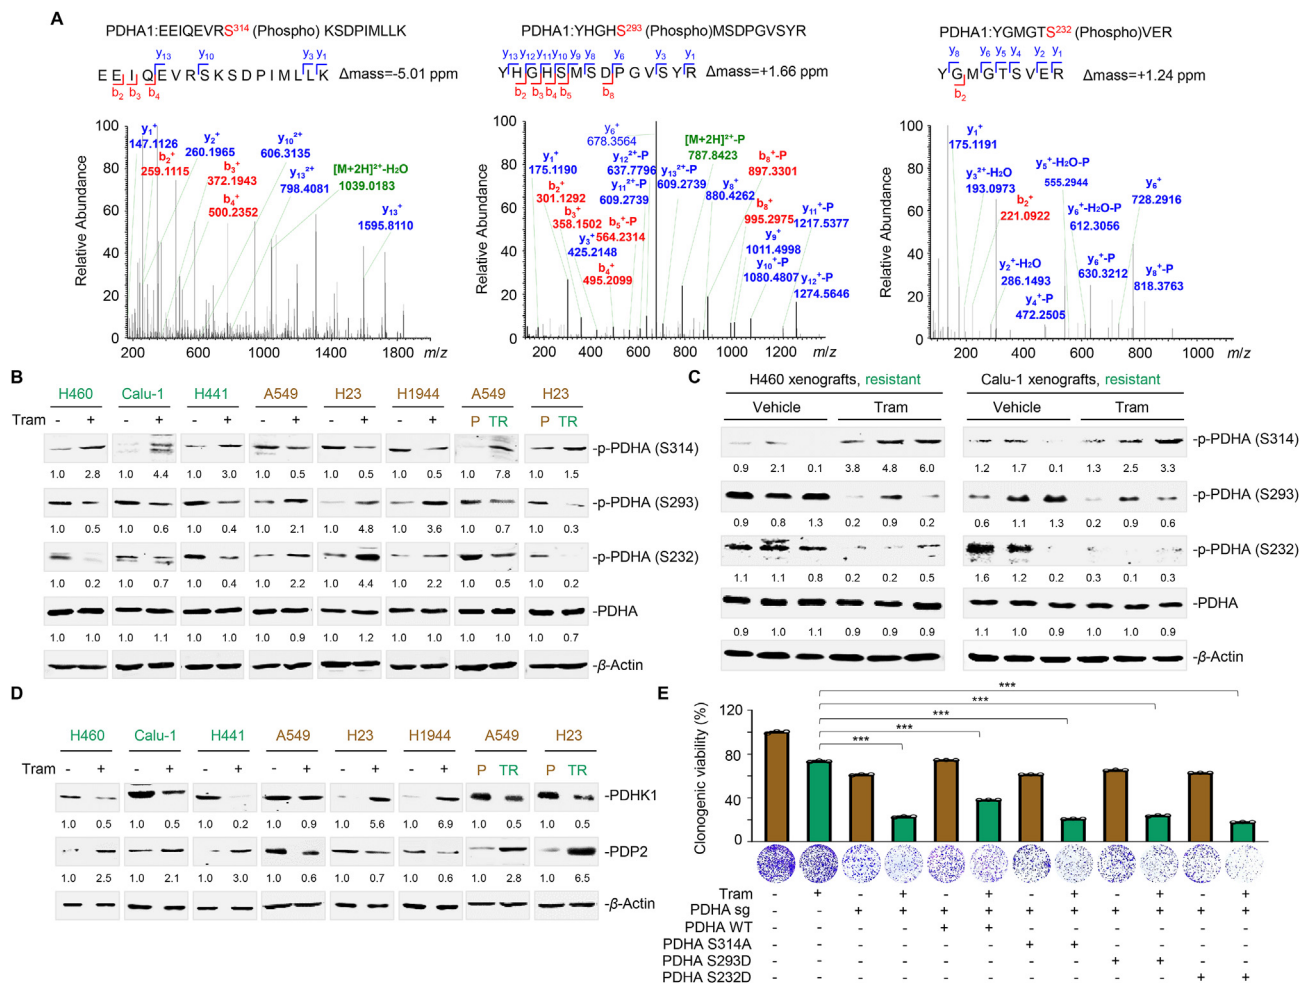 A
PDHA1:EEIQEVRS³¹⁴ (Phospho) KSDPIMLLK
y₁₃ y₁₀ y₃ y₁
E E I Q E V R S K S D P I M L L K Δmass=-5.01 ppm
b₂ b₃ b₄
Relative Abundance
100
80
60
40
20
0
200 600 1000 1400 1800 m/z
y₁⁺
147.1126
b₂⁺
259.1115
y₂⁺
260.1965
b₃⁺
372.1943
b₄⁺
500.2352
y₁₀²⁺
606.3135
y₁₃²⁺
798.4081
[M+2H]²⁺-H₂O
1039.0183
y₁₃⁺
1595.8110
PDHA1:YHGHS²⁹³(Phospho)MSDPGVSYR
y₁₃ y₁₂ y₁₁ y₁₀ y₉ y₈ y₆ y₃ y₁
Y H G H S M S D P G V S Y R Δmass=+1.66 ppm
b₂ b₃ b₄ b₅ b₈
Relative Abundance
100
80
60
40
20
0
200 400 600 800 1000 1200 m/z
y₆⁺
678.3564
y₁⁺
175.1190
y₁₂²⁺-P
637.7796
[M+2H]²⁺-P
787.8423
b₂⁺
301.1292
y₁₁²⁺-P
609.2739
y₁₃²⁺-P
609.2739
y₈⁺
880.4262
b₈⁺-P
897.3301
b₃⁺
358.1502
b₅⁺-P
564.2314
b₈⁺
995.2975
y₁₁⁺-P
1217.5377
y₃⁺
425.2148
y₉⁺
1011.4998
b₄⁺
495.2099
y₁₀⁺-P
1080.4807
y₁₂⁺-P
1274.5646
PDHA1:YGMGTS²³²(Phospho)VER
y₈ y₆ y₅ y₄ y₂ y₁
Y G M G T S V E R Δmass=+1.24 ppm
b₂
Relative Abundance
100
80
60
40
20
0
200 400 600 800 1000 1200 m/z
y₁⁺
175.1191
y₃²⁺-H₂O
193.0973
b₂⁺
221.0922
y₅⁺-H₂O-P
555.2944
y₆⁺
728.2916
y₆⁺-H₂O-P
612.3056
y₂⁺-H₂O
286.1493
y₆⁺-P
630.3212
y₄⁺-P
472.2505
y₈⁺-P
818.3763
B
H460 Calu-1 H441 A549 H23 H1944 A549 H23
Tram - + - + - + - + - + - + P TR P TR
-p-PDHA (S314)
1.0 2.8 1.0 4.4 1.0 3.0 1.0 0.5 1.0 0.5 1.0 0.5 1.0 7.8 1.0 1.5
-p-PDHA (S293)
1.0 0.5 1.0 0.6 1.0 0.4 1.0 2.1 1.0 4.8 1.0 3.6 1.0 0.7 1.0 0.3
-p-PDHA (S232)
1.0 0.2 1.0 0.7 1.0 0.4 1.0 2.2 1.0 4.4 1.0 2.2 1.0 0.5 1.0 0.2
-PDHA
1.0 1.0 1.0 1.1 1.0 1.0 1.0 0.9 1.0 1.2 1.0 1.0 1.0 1.0 1.0 0.7
-β-Actin
C
H460 xenografts, resistant Calu-1 xenografts, resistant
Vehicle Tram Vehicle Tram
-p-PDHA (S314)
0.9 2.1 0.1 3.8 4.8 6.0 1.2 1.7 0.1 1.3 2.5 3.3
-p-PDHA (S293)
0.9 0.8 1.3 0.2 0.9 0.2 0.6 1.1 1.3 0.2 0.9 0.6
-p-PDHA (S232)
1.1 1.1 0.8 0.2 0.2 0.5 1.6 1.2 0.2 0.3 0.1 0.3
-PDHA
0.9 1.0 1.1 0.9 0.9 0.9 1.1 1.0 0.9 1.0 1.0 0.9
-β-Actin
D
H460 Calu-1 H441 A549 H23 H1944 A549 H23
Tram - + - + - + - + - + - + P TR P TR
-PDHK1
1.0 0.5 1.0 0.5 1.0 0.2 1.0 0.9 1.0 5.6 1.0 6.9 1.0 0.5 1.0 0.5
-PDP2
1.0 2.5 1.0 2.1 1.0 3.0 1.0 0.6 1.0 0.7 1.0 0.6 1.0 2.8 1.0 6.5
-β-Actin
E
Clonogenic viability (%)
120
80
40
0
***
***
***
***
***
Tram - + - + - + - + - + - +
PDHA sg - - + + + + + + + + + +
PDHA WT - - - - + + - - - - - -
PDHA S314A - - - - - - + + - - - -
PDHA S293D - - - - - - - - + + - -
PDHA S232D - - - - - - - - - - + +